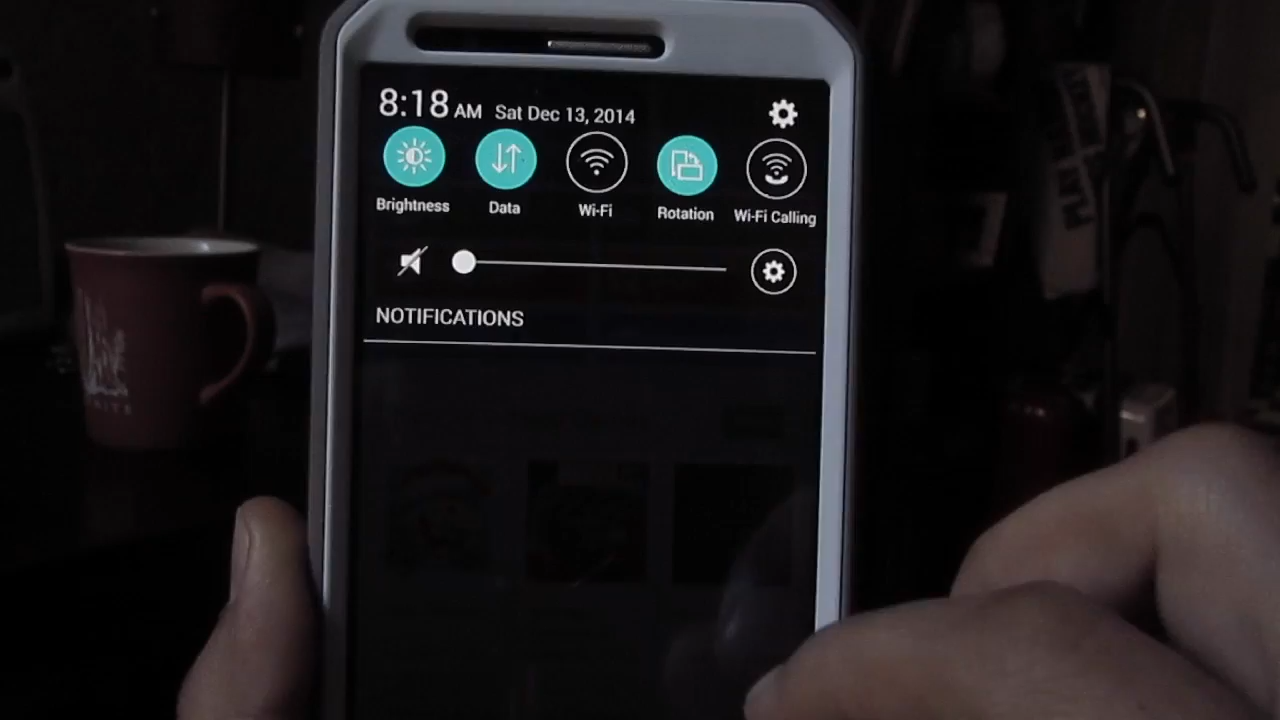 8:18 AM Sat Dec 13, 2014
Brightness Data Wi-Fi Rotation Wi-Fi Calling
NOTIFICATIONS